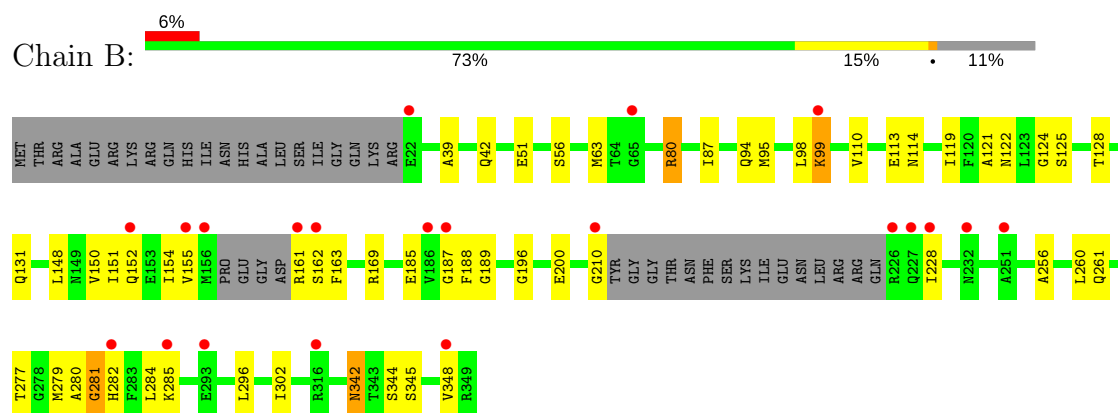 6%
Chain B:
73% 15% • 11%
MET THR ARG ALA GLU ARG LYS ARG GLN HIS ILE ASN HIS ALA LEU SER ILE GLY GLN LYS ARG E22 A39 Q42 E51 S56 M63 T64 G65 R80 I87 Q94 M95 L98 K99 V110 E113 N114 I119 F120 A121 N122 L123 G124 S125 T128
Q131 L148 N149 V150 I151 Q152 E153 I154 V155 M156 PRO GLU GLY ASP R161 S162 F163 R169 E185 V186 G187 F188 G189 G196 E200 G210 TYR GLY GLY THR ASN PHE SER LYS ILE GLU ASN LEU ARG ARG GLN R226 Q227 I228 N232 A251 A256 L260 Q261
T277 G278 M279 A280 G281 H282 F283 L284 K285 E293 L296 I302 R316 N342 T343 S344 S345 V348 R349